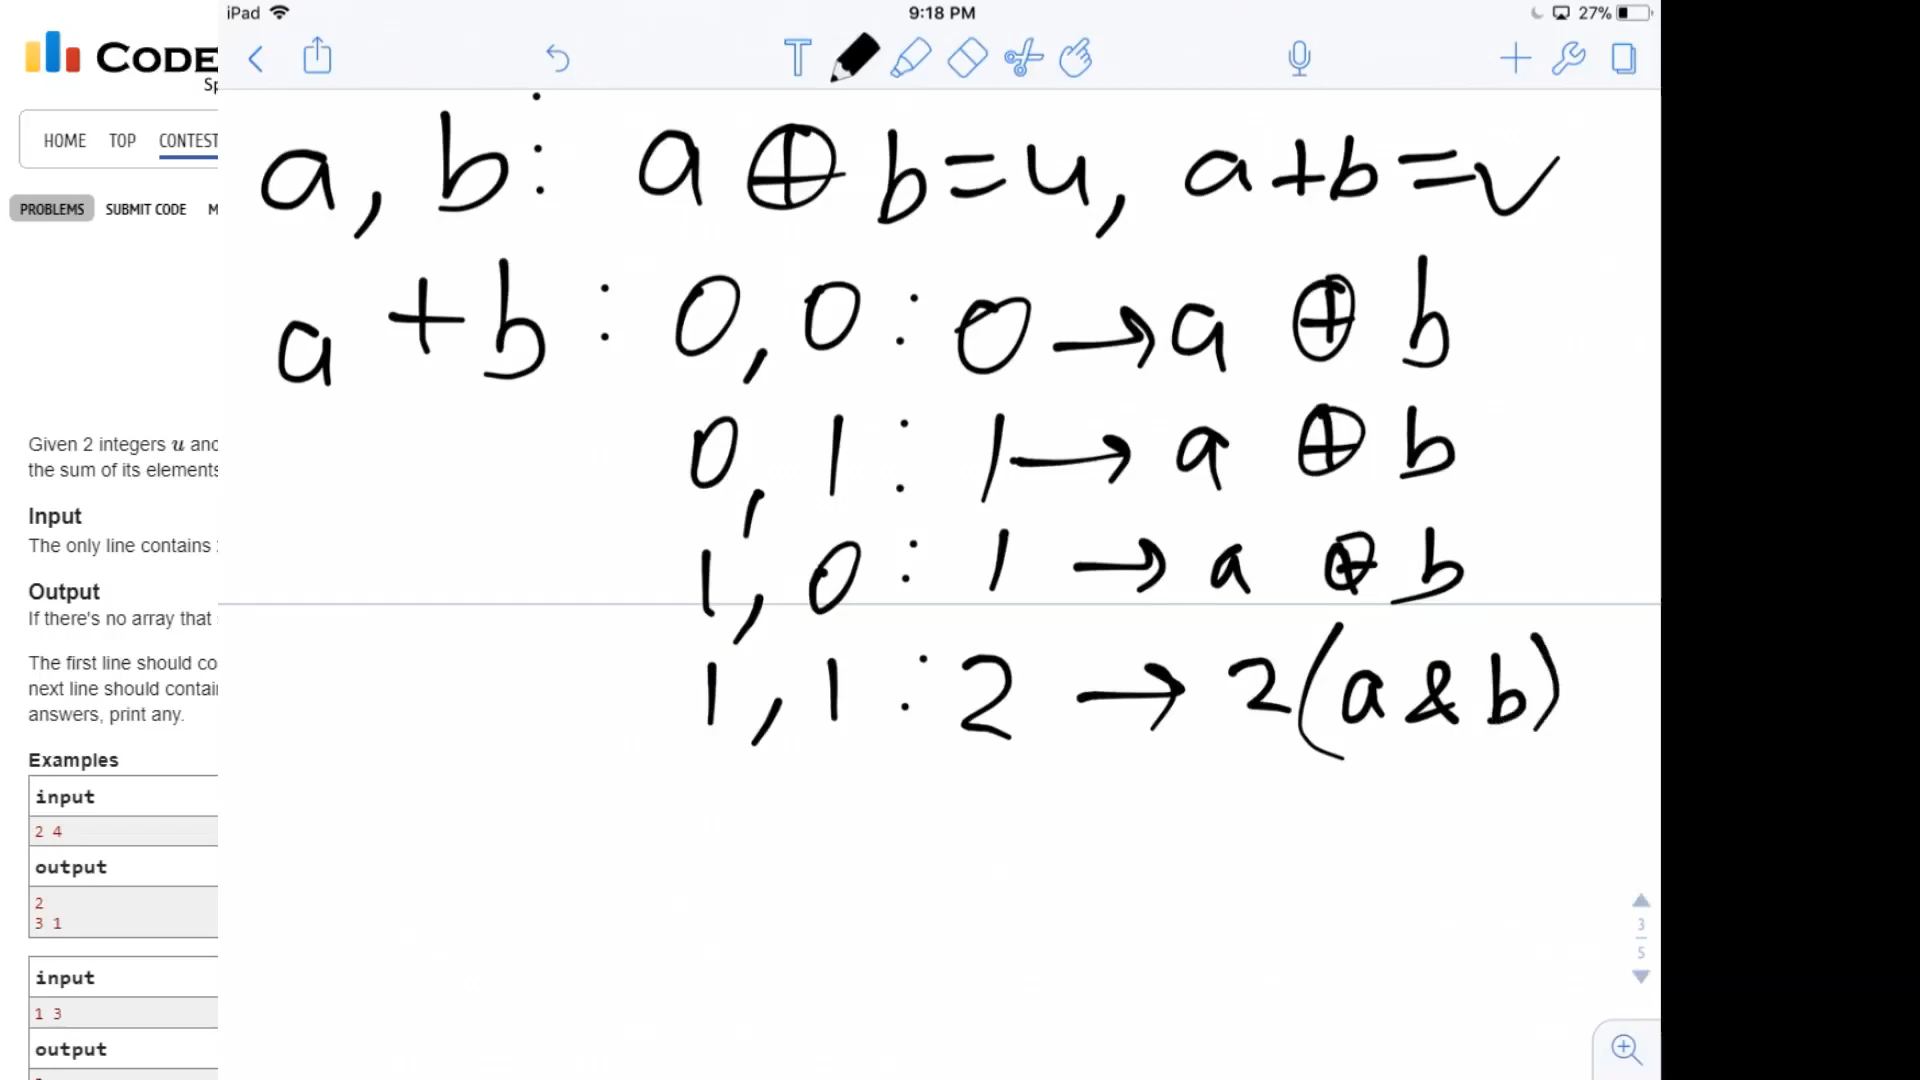 iPad 9:18 PM 27%
CODE
Sp
HOME TOP CONTEST
PROBLEMS SUBMIT CODE M
a, b: a ⊕ b = u, a + b = v
a + b : 0, 0 : 0 → a ⊕ b
0, 1 : 1 → a ⊕ b
1, 0 : 1 → a ⊕ b
1, 1 : 2 → 2(a & b)
Given 2 integers u and
the sum of its elements
Input
The only line contains
Output
If there's no array that
The first line should co
next line should contai
answers, print any.
Examples
input
2 4
output
2
3 1
input
1 3
output
3
5